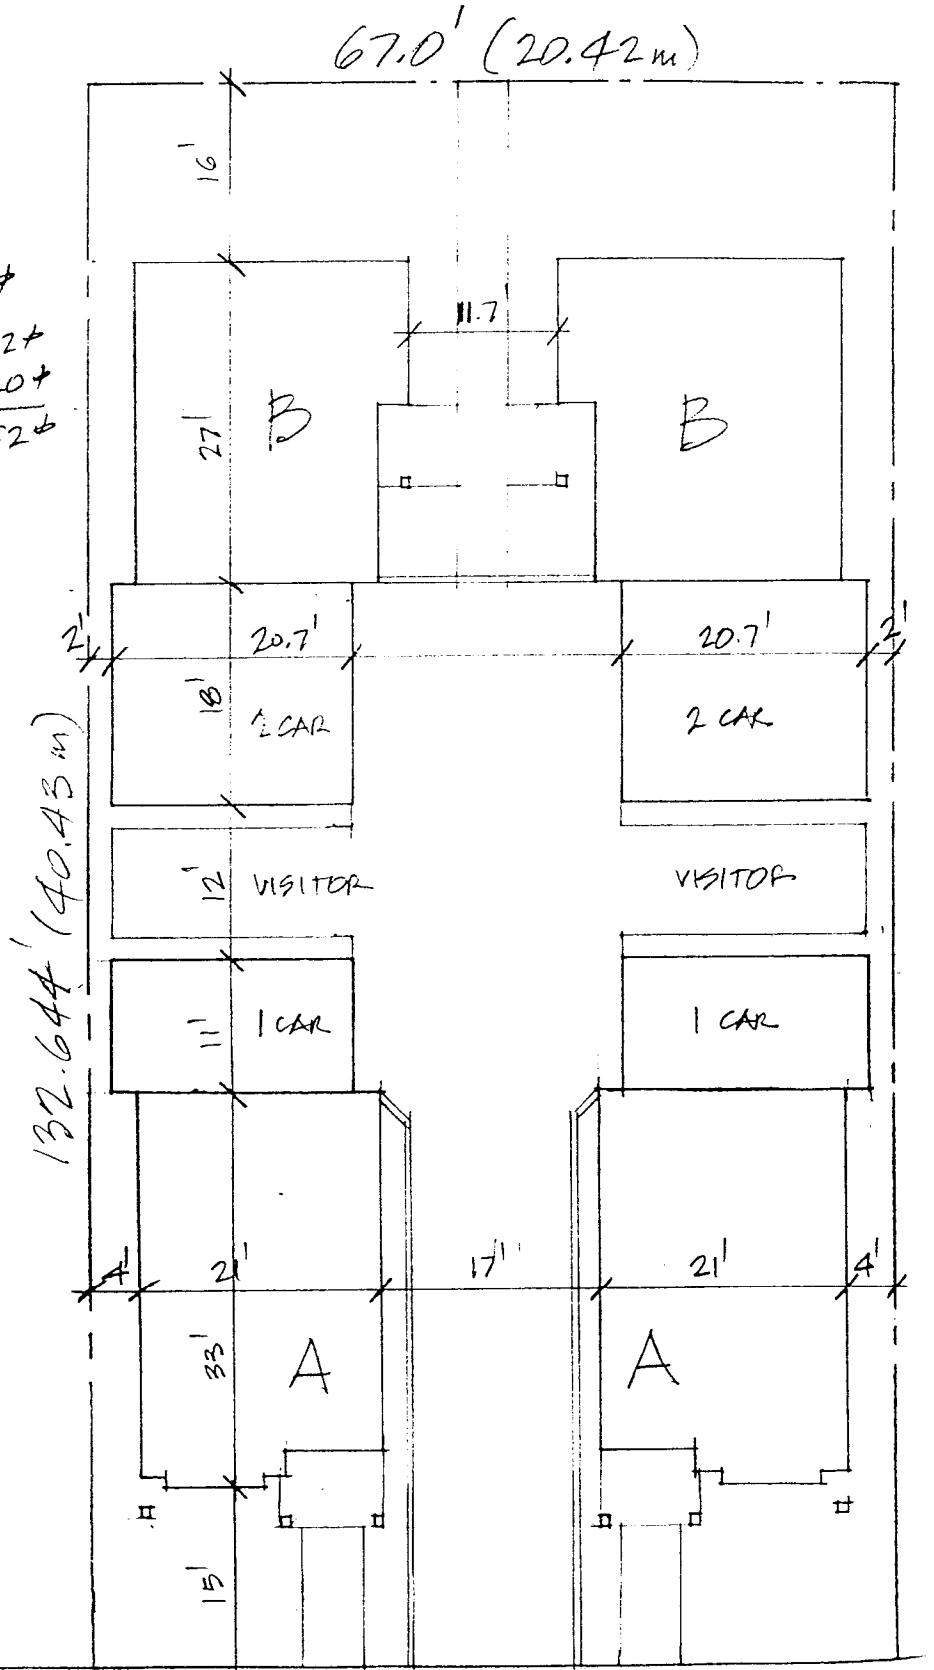 67.0' (20.42m)
16'
11.7'
B
27'
B
2'
20.7'
20.7'
2'
18'
2 CAR
2 CAR
132.644' (40.43m)
12'
VISITOR
VISITOR
11'
1 CAR
1 CAR
4'
21'
17'
21'
4'
33'
A
A
15'